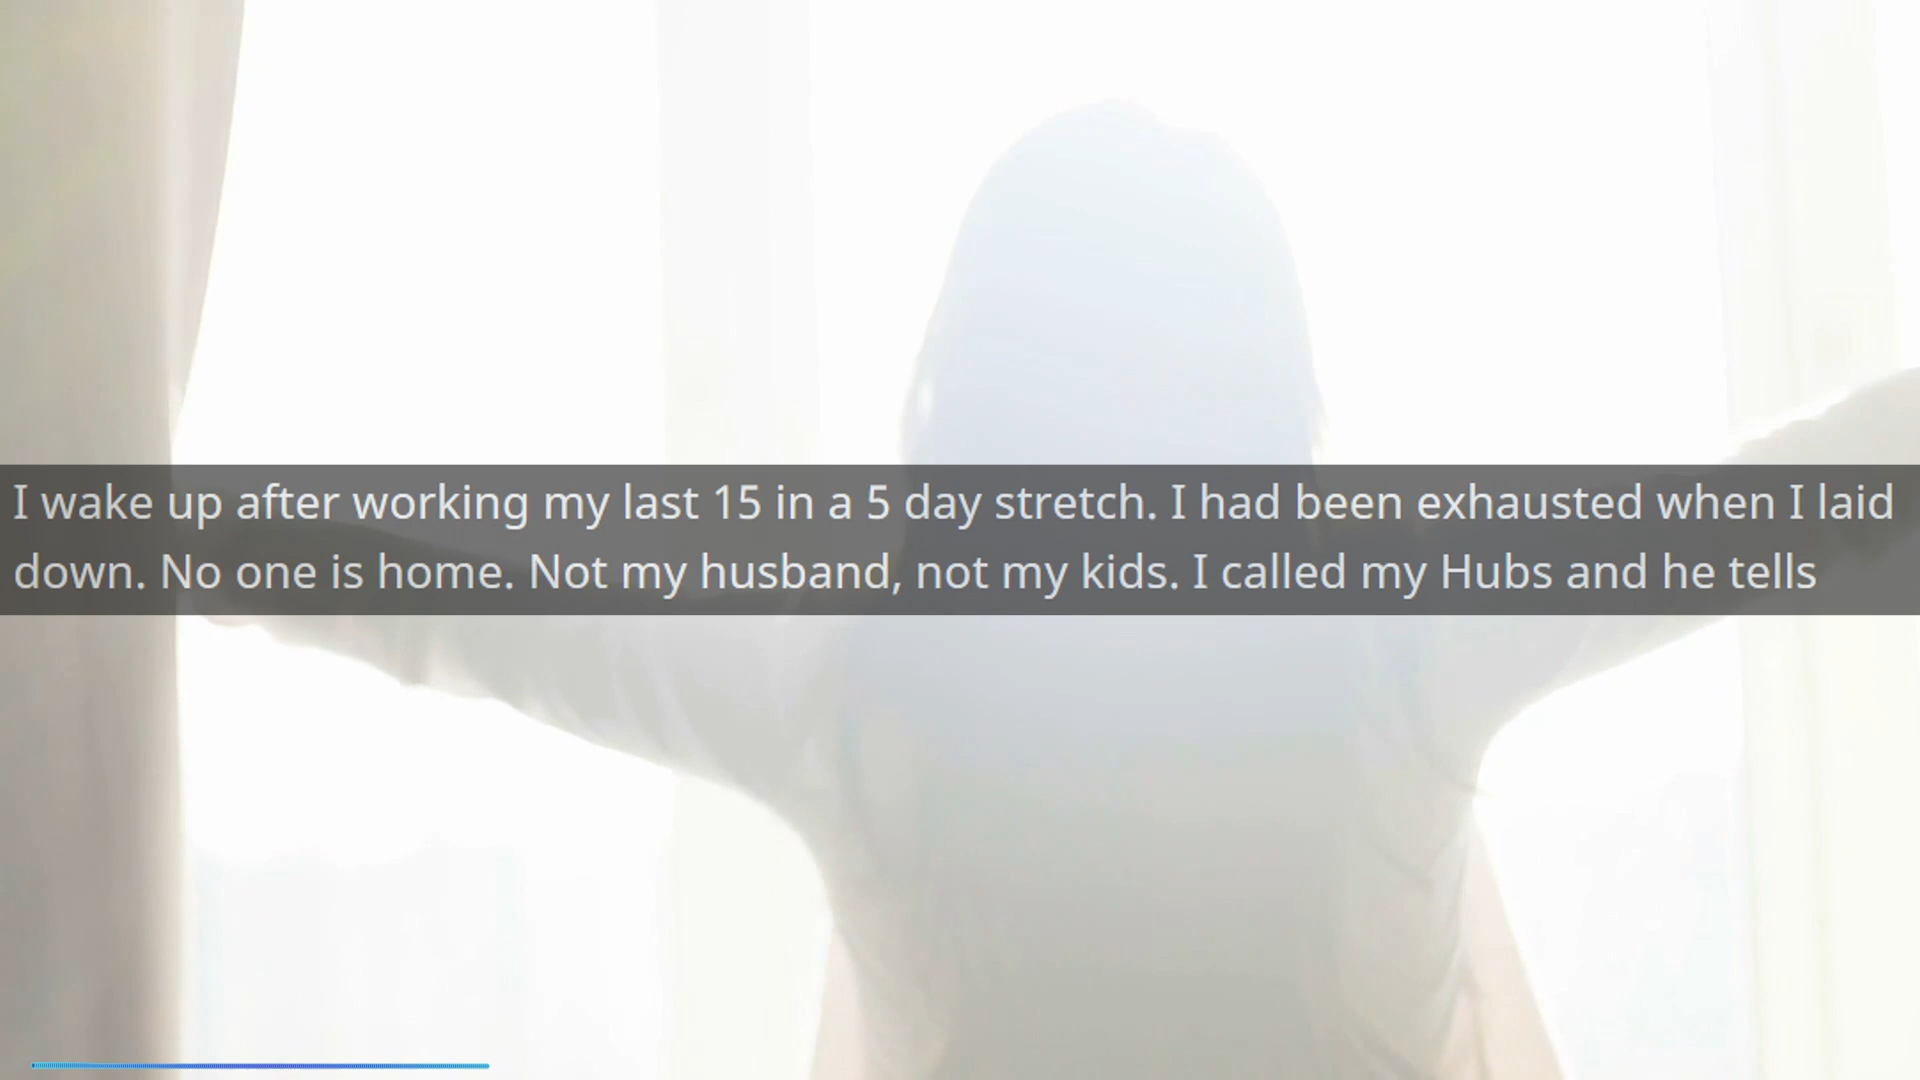 I wake up after working my last 15 in a 5 day stretch. I had been exhausted when I laid
down. No one is home. Not my husband, not my kids. I called my Hubs and he tells